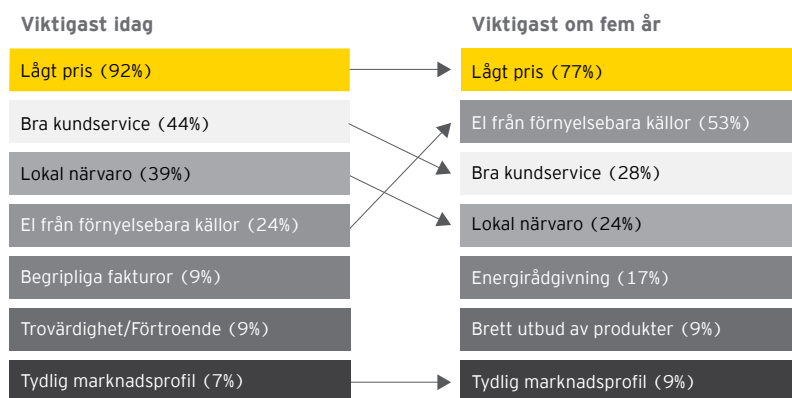 Viktigast idag
Lågt pris (92%)
Bra kundservice (44%)
Lokal närvaro (39%)
El från förnyelsebara källor (24%)
Begripliga fakturor (9%)
Trovärdighet/Förtroende (9%)
Tydlig marknadsprofil (7%)
Viktigast om fem år
Lågt pris (77%)
El från förnyelsebara källor (53%)
Bra kundservice (28%)
Lokal närvaro (24%)
Energirådgivning (17%)
Brett utbud av produkter (9%)
Tydlig marknadsprofil (9%)